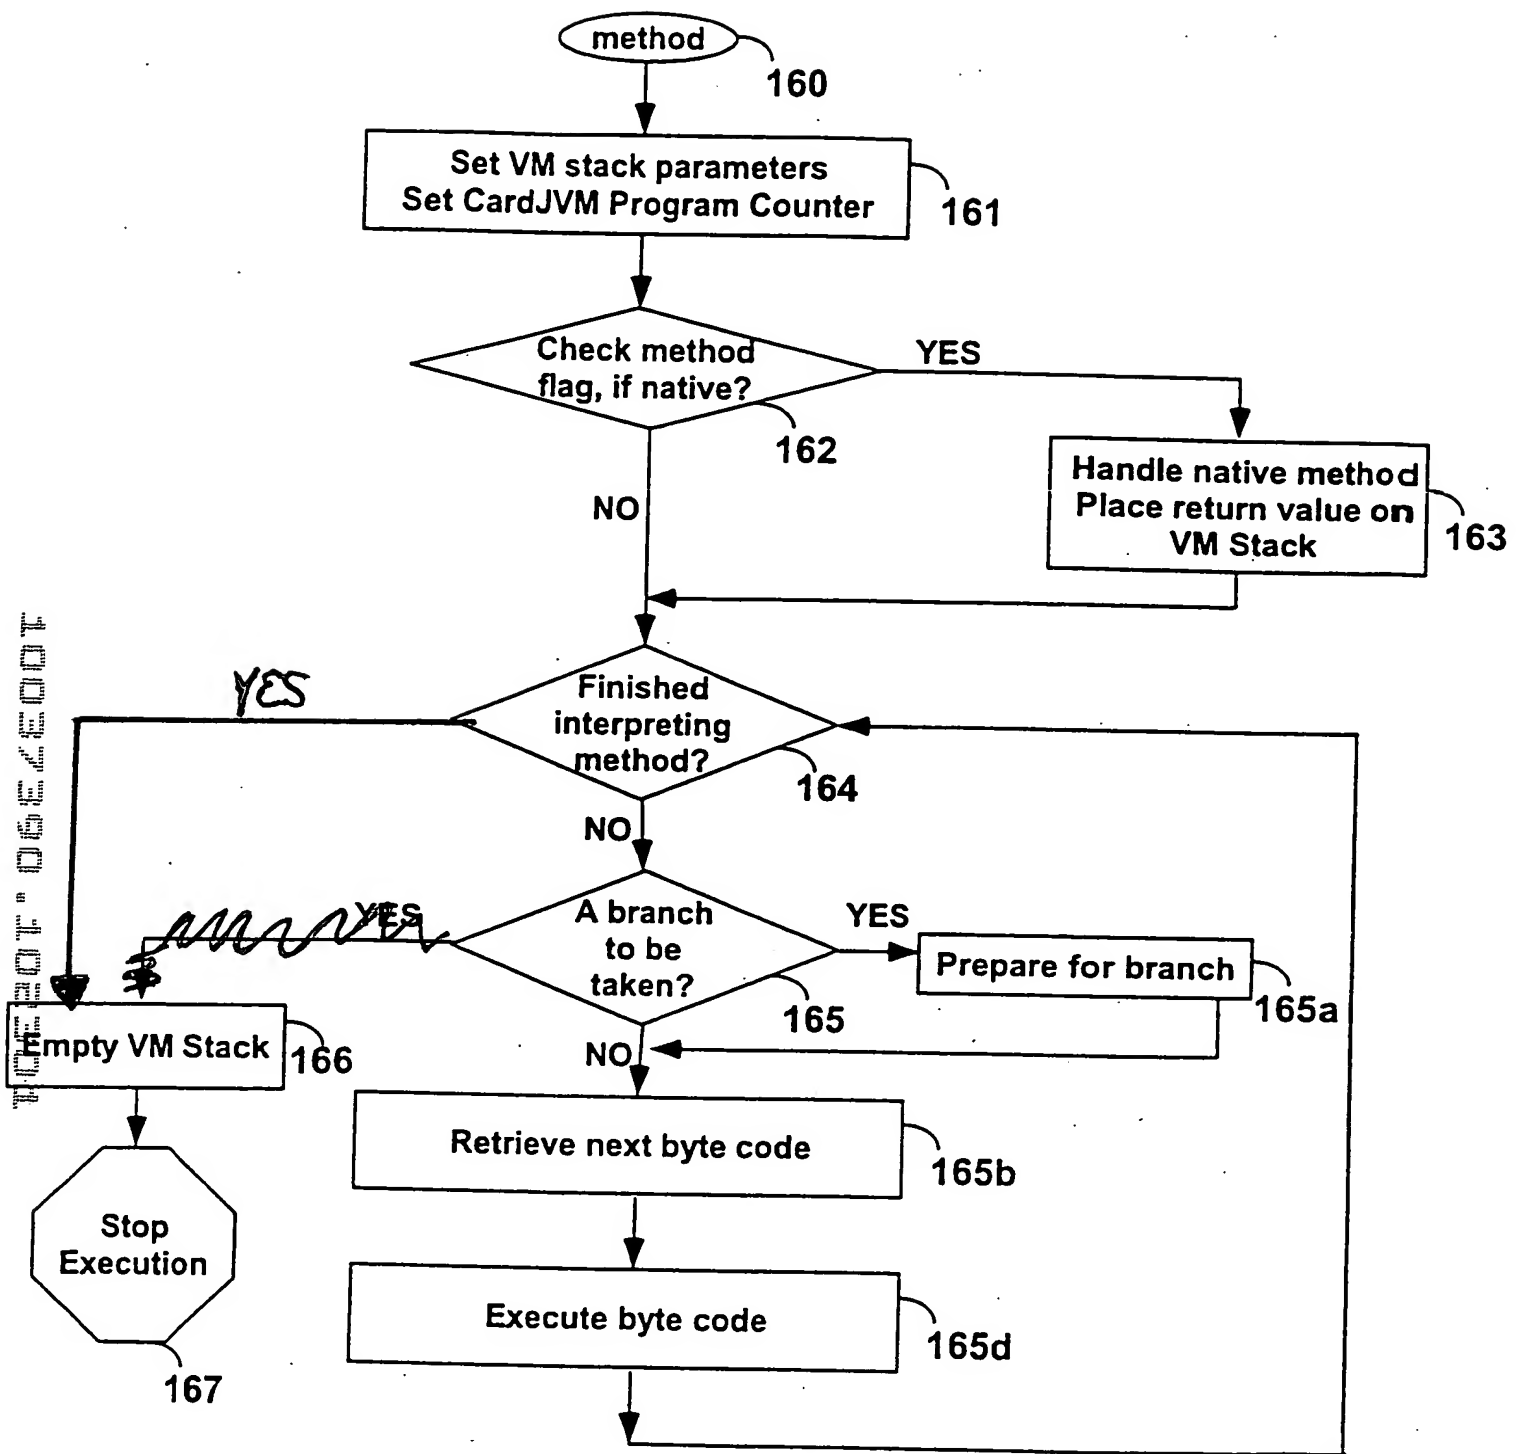 method
160
Set VM stack parameters
Set CardJVM Program Counter
161
Check method
flag, if native?
162
YES
Handle native method
Place return value on
VM Stack
163
NO
YES
Finished
interpreting
method?
164
NO
YES
A branch
to be
taken?
165
YES
Prepare for branch
165a
Empty VM Stack
166
NO
Retrieve next byte code
165b
Stop
Execution
167
Execute byte code
165d